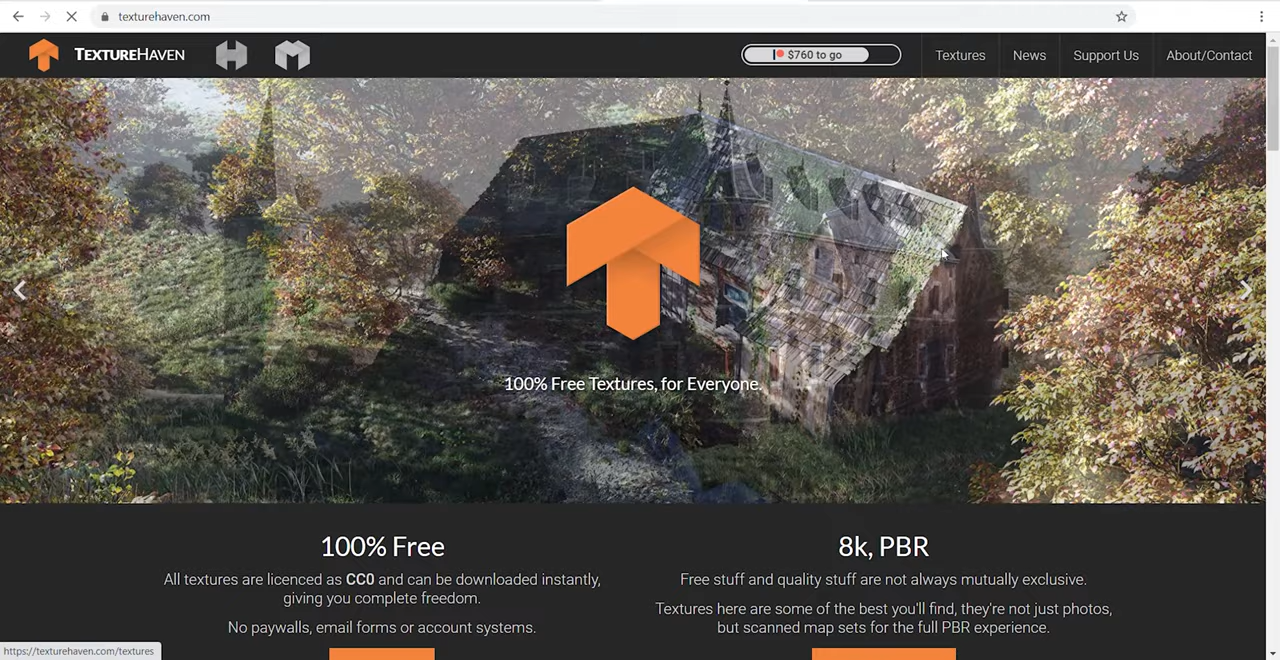 texturehaven.com
TEXTUREHAVEN
$760 to go
Textures
News
Support Us
About/Contact
100% Free Textures, for Everyone.
100% Free
All textures are licenced as CC0 and can be downloaded instantly,
giving you complete freedom.
No paywalls, email forms or account systems.
8k, PBR
Free stuff and quality stuff are not always mutually exclusive.
Textures here are some of the best you'll find, they're not just photos,
but scanned map sets for the full PBR experience.
https://texturehaven.com/textures